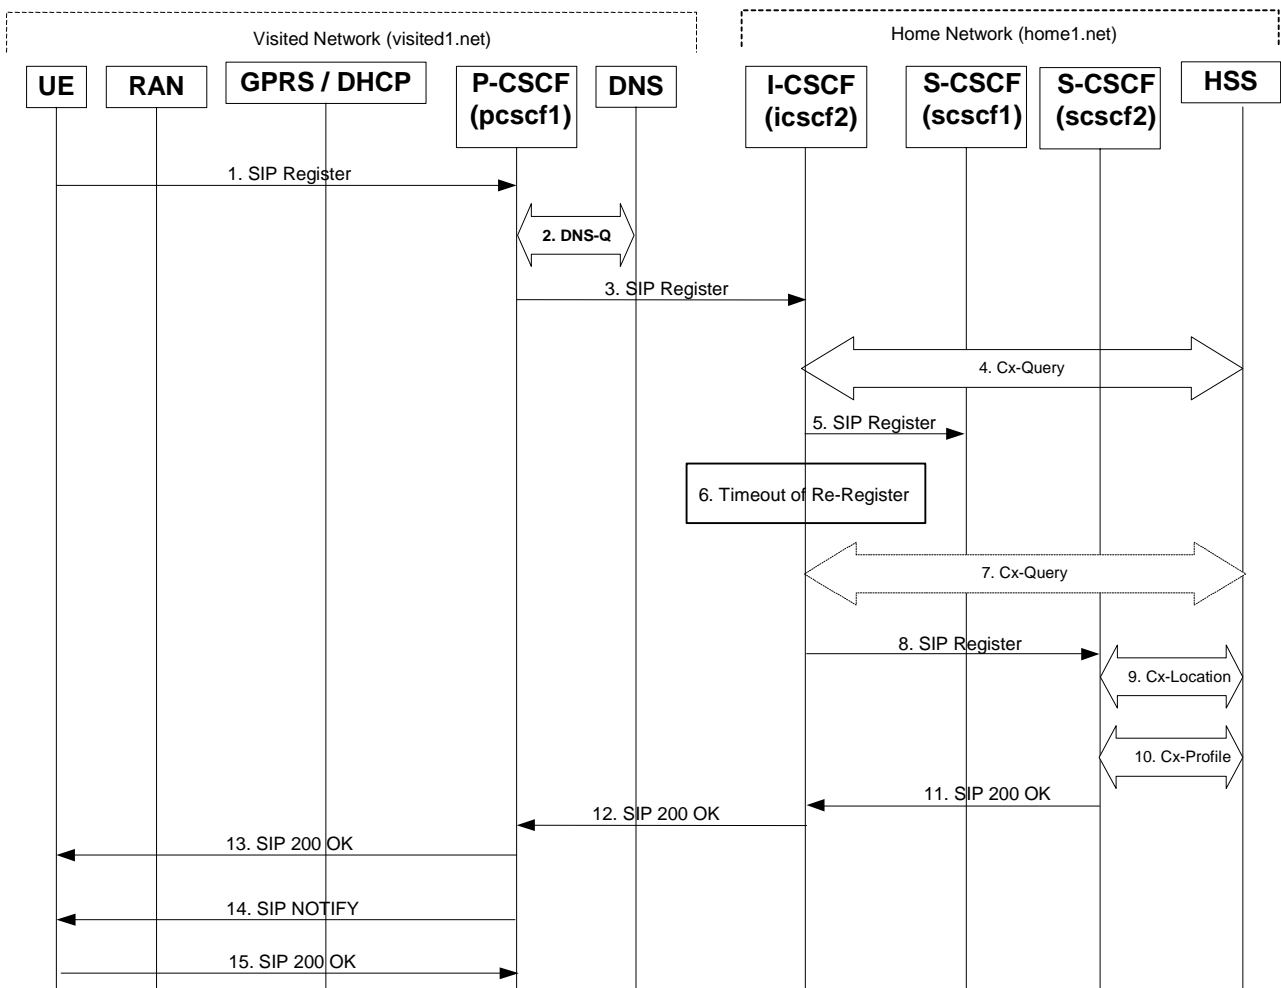 Visited Network (visited1.net)
Home Network (home1.net)
UE
RAN
GPRS / DHCP
P-CSCF
(pcscf1)
DNS
I-CSCF
(icscf2)
S-CSCF
(scscf1)
S-CSCF
(scscf2)
HSS
1. SIP Register
2. DNS-Q
3. SIP Register
4. Cx-Query
5. SIP Register
6. Timeout of Re-Register
7. Cx-Query
8. SIP Register
9. Cx-Location
10. Cx-Profile
11. SIP 200 OK
12. SIP 200 OK
13. SIP 200 OK
14. SIP NOTIFY
15. SIP 200 OK